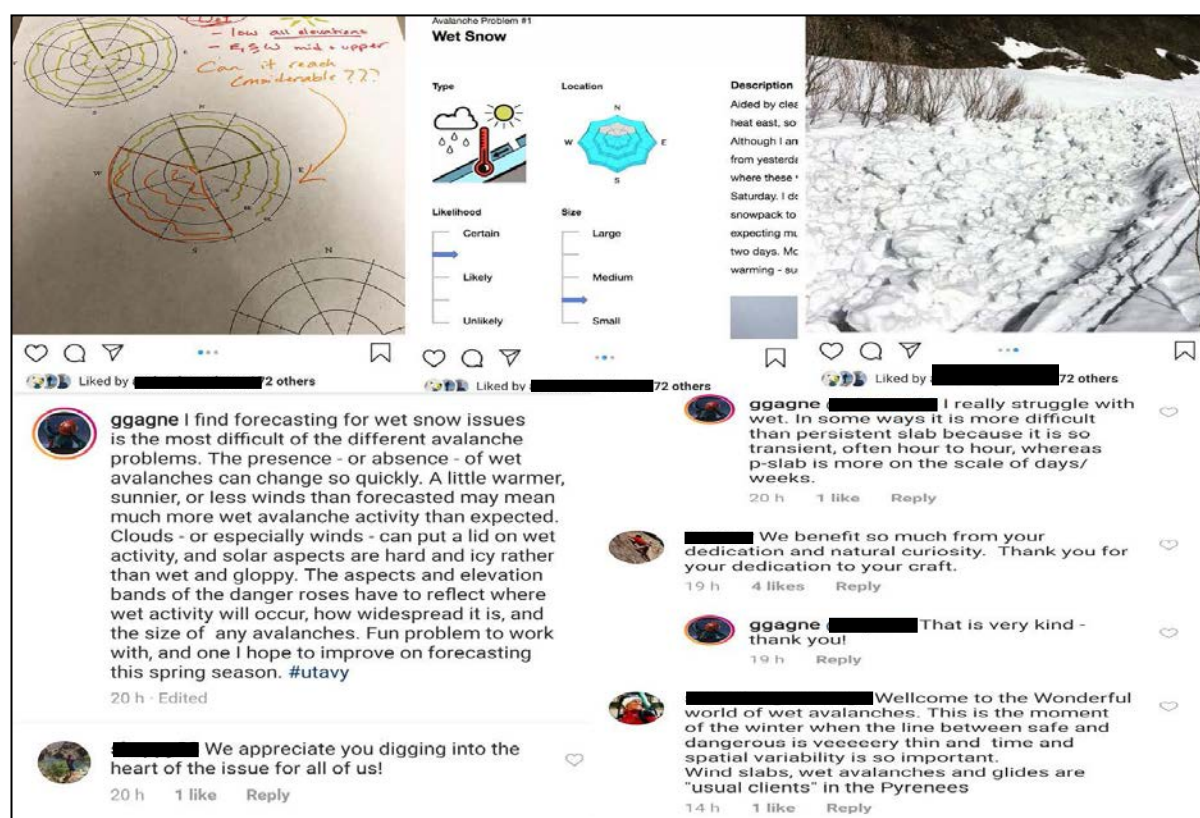 Wet
- low all elevations
- E, S, W mid + upper
Can it reach
Considerable ???
N
E
S
N
W
E
S
N
Avalanche Problem #1
Wet Snow
Type
Location
N
W
E
S
Likelihood
Certain
Likely
Unlikely
Size
Large
Medium
Small
Description
Aided by clea
heat east, so
Although I am
from yesterda
where these
Saturday. I do
snowpack to
expecting mu
two days. Mo
warming - su
Liked by
72 others
Liked by
72 others
Liked by
72 others
ggagne I find forecasting for wet snow issues
is the most difficult of the different avalanche
problems. The presence - or absence - of wet
avalanches can change so quickly. A little warmer,
sunnier, or less winds than forecasted may mean
much more wet avalanche activity than expected.
Clouds - or especially winds - can put a lid on wet
activity, and solar aspects are hard and icy rather
than wet and gloppy. The aspects and elevation
bands of the danger roses have to reflect where
wet activity will occur, how widespread it is, and
the size of any avalanches. Fun problem to work
with, and one I hope to improve on forecasting
this spring season. #utavy
20 h · Edited
We appreciate you digging into the
heart of the issue for all of us!
20 h 1 like Reply
ggagne I really struggle with
wet. In some ways it is more difficult
than persistent slab because it is so
transient, often hour to hour, whereas
p-slab is more on the scale of days/
weeks.
20 h 1 like Reply
We benefit so much from your
dedication and natural curiosity. Thank you for
your dedication to your craft.
19 h 4 likes Reply
ggagne That is very kind -
thank you!
19 h Reply
Wellcome to the Wonderful
world of wet avalanches. This is the moment
of the winter when the line between safe and
dangerous is veeeeery thin and time and
spatial variability is so important.
Wind slabs, wet avalanches and glides are
"usual clients" in the Pyrenees
14 h 1 like Reply